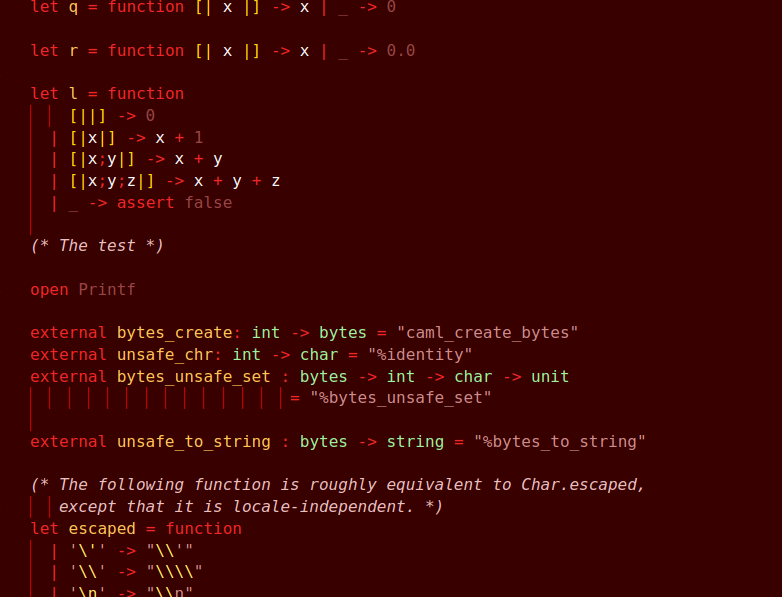 let q = function [| x |] -> x | _ -> 0
let r = function [| x |] -> x | _ -> 0.0
let l = function
[||] -> 0
| [|x|] -> x + 1
| [|x;y|] -> x + y
| [|x;y;z|] -> x + y + z
| _ -> assert false
(* The test *)
open Printf
external bytes_create: int -> bytes = "caml_create_bytes"
external unsafe_chr: int -> char = "%identity"
external bytes_unsafe_set : bytes -> int -> char -> unit
= "%bytes_unsafe_set"
external unsafe_to_string : bytes -> string = "%bytes_to_string"
(* The following function is roughly equivalent to Char.escaped,
except that it is locale-independent. *)
let escaped = function
| '\'' -> "\\'"
| '\\' -> "\\\\"
| '\n' -> "\\n"